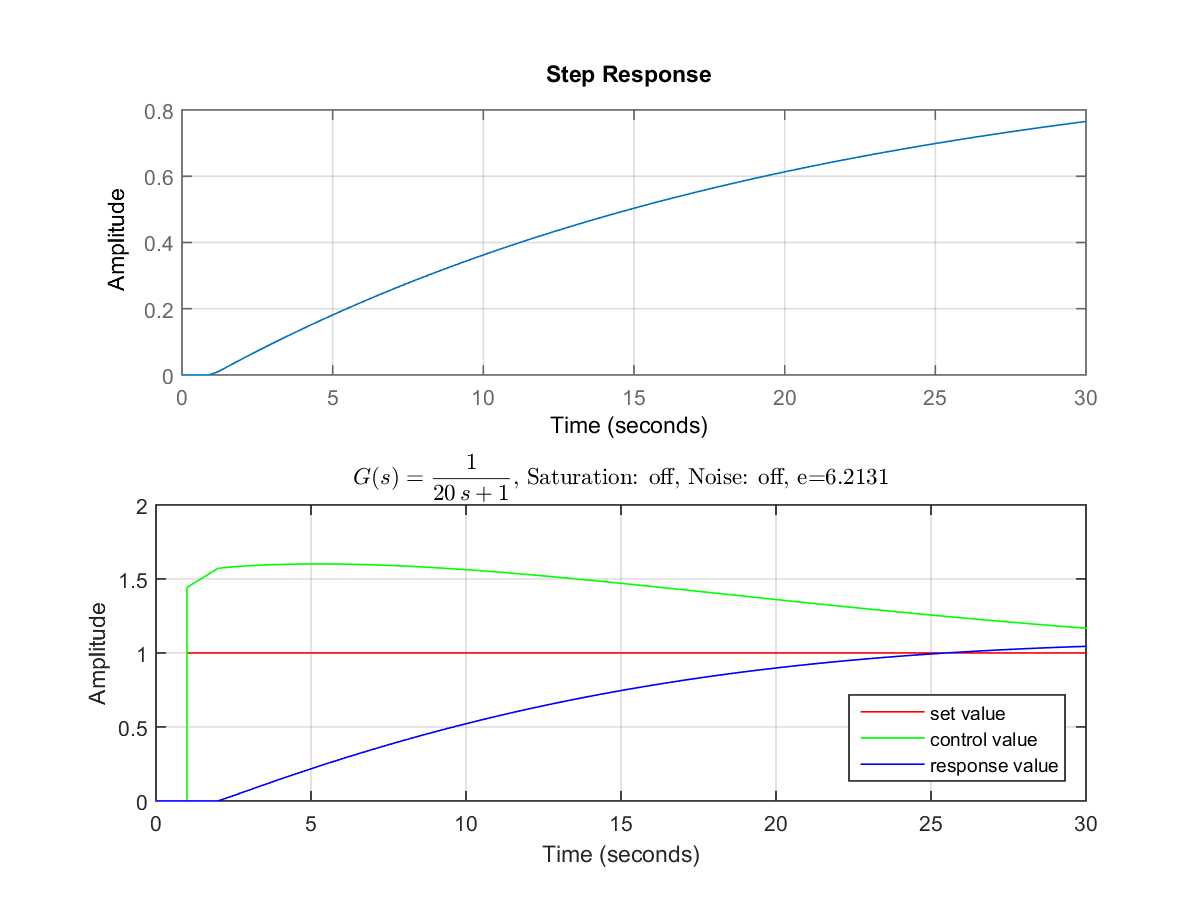 Step Response
Amplitude
0.8
0.6
0.4
0.2
0
0 5 10 15 20 25 30
Time (seconds)
G(s) = 1/(20 s + 1), Saturation: off, Noise: off, e=6.2131
Amplitude
2
1.5
1
0.5
0
set value
control value
response value
0 5 10 15 20 25 30
Time (seconds)